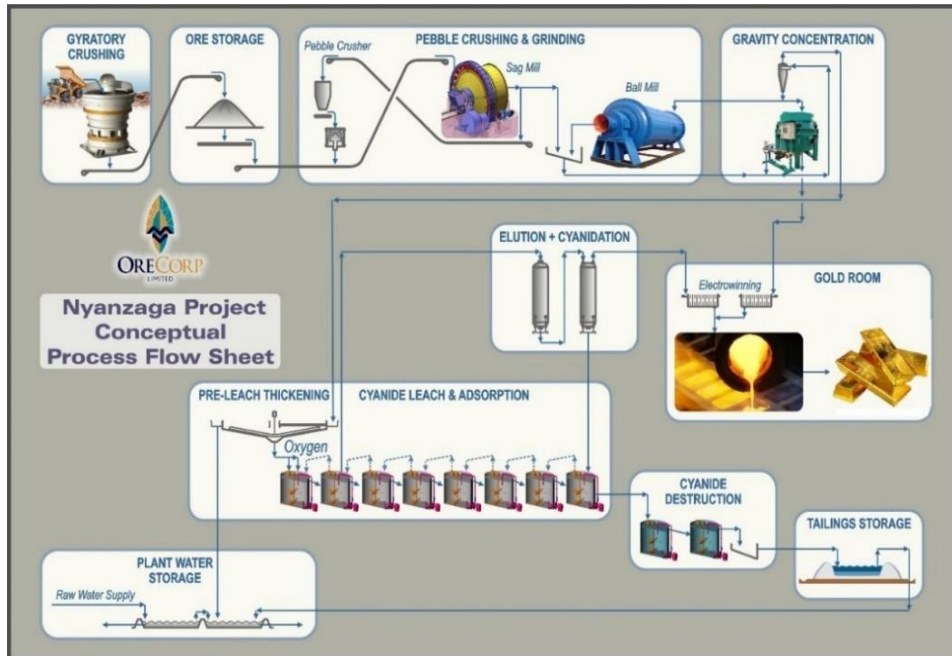 GYRATORY
CRUSHING
ORE STORAGE
PEBBLE CRUSHING & GRINDING
Pebble Crusher
Sag Mill
Ball Mill
GRAVITY CONCENTRATION
ORECORP
LIMITED
Nyanzaga Project
Conceptual
Process Flow Sheet
ELUTION + CYANIDATION
GOLD ROOM
Electrowinning
PRE-LEACH THICKENING
CYANIDE LEACH & ADSORPTION
Oxygen
CYANIDE
DESTRUCTION
TAILINGS STORAGE
PLANT WATER
STORAGE
Raw Water Supply